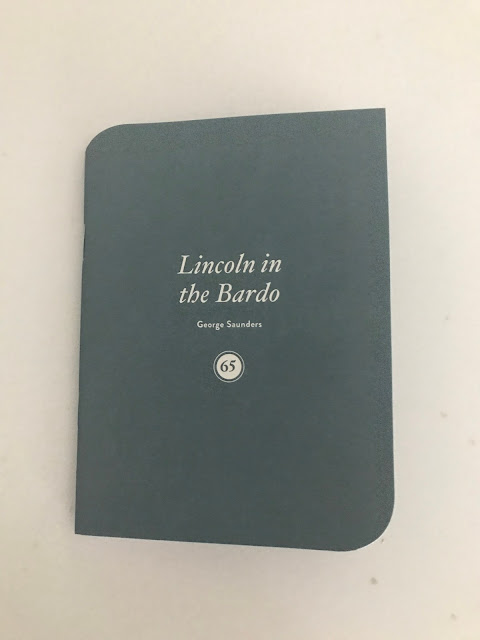 Lincoln in
the Bardo
George Saunders
65